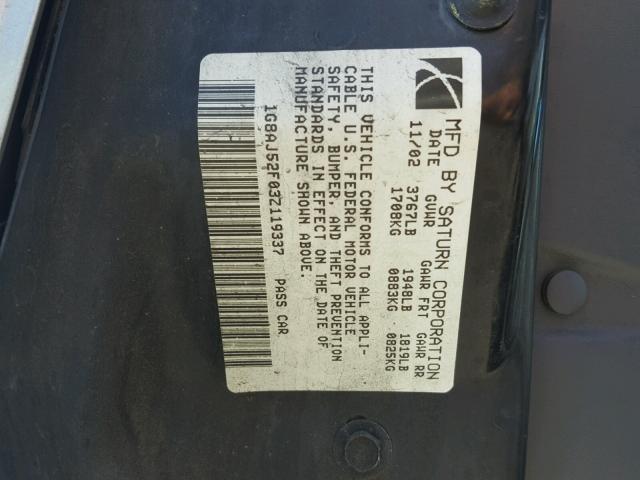 MFD BY SATURN CORPORATION
DATE GVWR GAWR FRT GAWR RR
11/02 3767LB 1948LB 1819LB
1708KG 0883KG 0825KG
THIS VEHICLE CONFORMS TO ALL APPLI-
CABLE U.S. FEDERAL MOTOR VEHICLE
SAFETY, BUMPER, AND THEFT PREVENTION
STANDARDS IN EFFECT ON THE DATE OF
MANUFACTURE SHOWN ABOVE.
1G8AJ52F03Z119337 PASS CAR